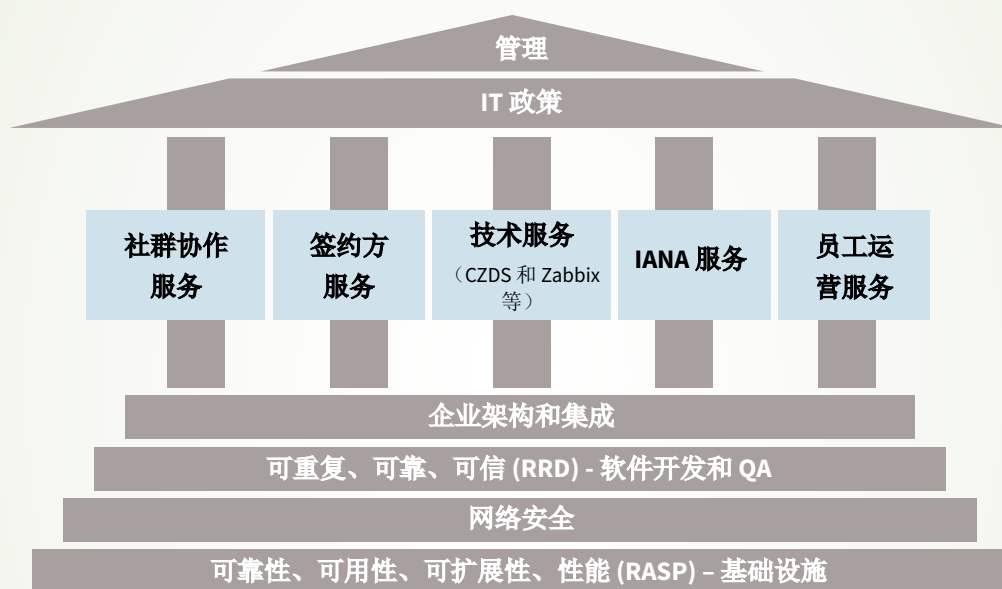 管理
IT 政策
社群协作
服务
签约方
服务
技术服务
（CZDS 和 Zabbix
等）
IANA 服务
员工运
营服务
企业架构和集成
可重复、可靠、可信 (RRD) - 软件开发和 QA
网络安全
可靠性、可用性、可扩展性、性能 (RASP) – 基础设施